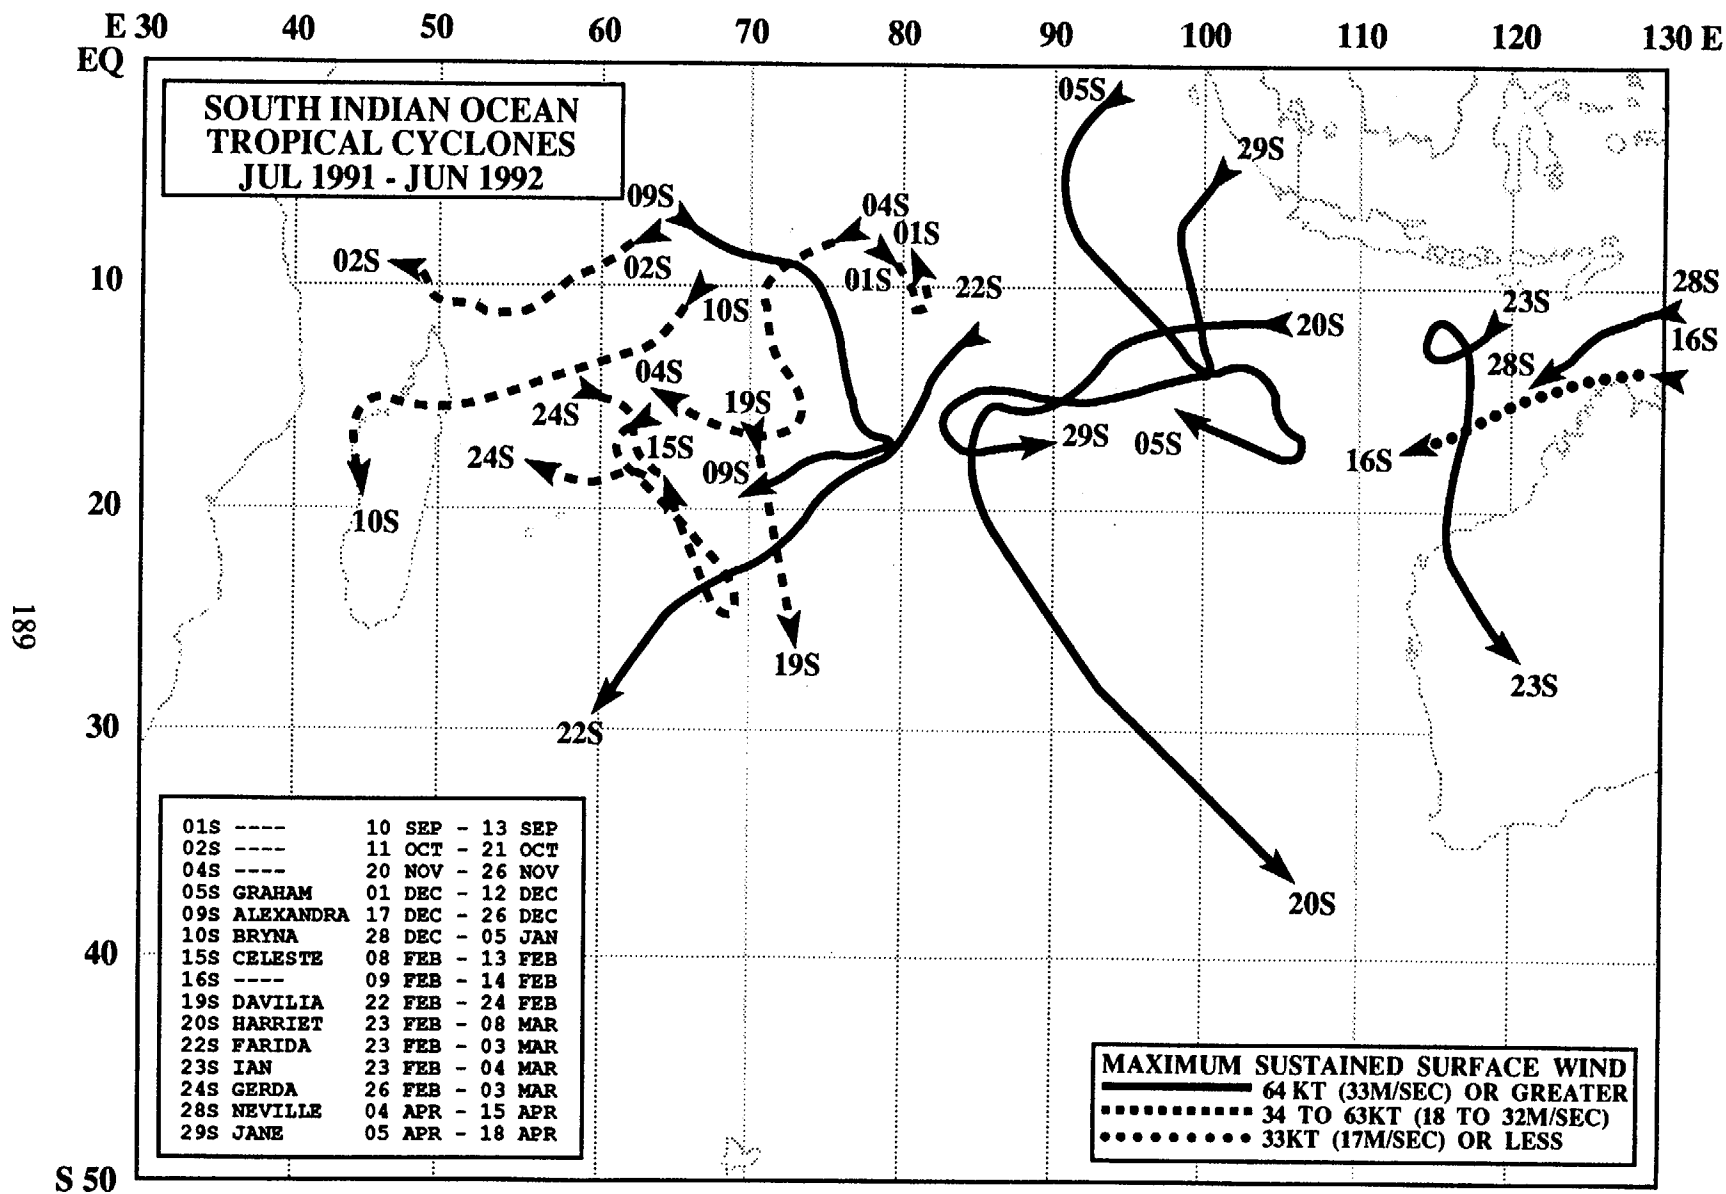 E 30 40 50 60 70 80 90 100 110 120 130 E
EQ
SOUTH INDIAN OCEAN
TROPICAL CYCLONES
JUL 1991 - JUN 1992
05S
29S
09S
04S
01S
02S
02S
01S
22S
10
10S
28S
23S
20S
16S
04S
28S
19S
24S
15S
29S
05S
24S
09S
16S
20
10S
189
19S
23S
30
22S
01S ---- 10 SEP - 13 SEP
02S ---- 11 OCT - 21 OCT
04S ---- 20 NOV - 26 NOV
05S GRAHAM 01 DEC - 12 DEC
09S ALEXANDRA 17 DEC - 26 DEC
10S BRYNA 28 DEC - 05 JAN
15S CELESTE 08 FEB - 13 FEB
16S ---- 09 FEB - 14 FEB
19S DAVILIA 22 FEB - 24 FEB
20S HARRIET 23 FEB - 08 MAR
22S FARIDA 23 FEB - 03 MAR
23S IAN 23 FEB - 04 MAR
24S GERDA 26 FEB - 03 MAR
28S NEVILLE 04 APR - 15 APR
29S JANE 05 APR - 18 APR
20S
40
MAXIMUM SUSTAINED SURFACE WIND
64 KT (33M/SEC) OR GREATER
34 TO 63KT (18 TO 32M/SEC)
33KT (17M/SEC) OR LESS
S 50